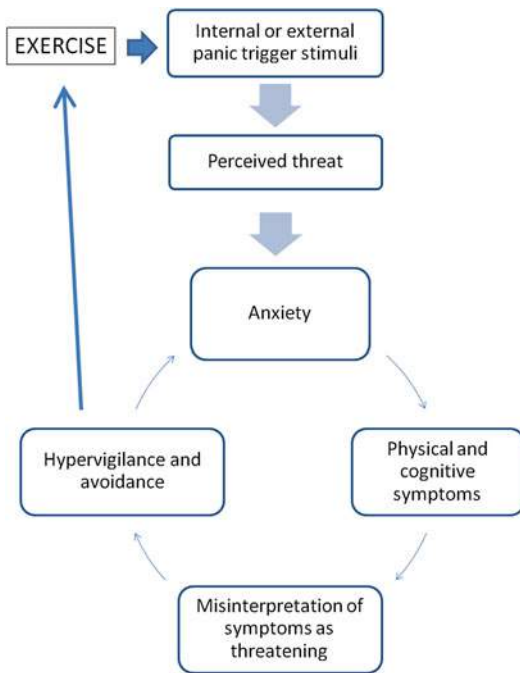 EXERCISE
Internal or external
panic trigger stimuli
Perceived threat
Anxiety
Hypervigilance and
avoidance
Physical and
cognitive
symptoms
Misinterpretation of
symptoms as
threatening